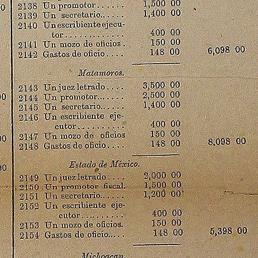 2138 Un promotor...... 1,500 00
2139 Un secretario.... 1,400 00
2140 Un escribiente ejecu-
tor.............. 400 00
2141 Un mozo de oficios 150 00
2142 Gastos de oficio.... 148 00 6,098 00
Matamoros.
2143 Un juez letrado.... 3,500 00
2144 Un promotor..... 2,500 00
2145 Un secretario..... 1,400 00
2146 Un escribiente eje-
cutor........... 400 00
2147 Un mozo de oficios 150 00
2148 Gastos de oficio.... 148 00 8,098 00
Estado de México.
2149 Un juez letrado.... 2,000 00
2150 Un promotor fiscal. 1,500 00
2151 Un secretario..... 1,200 00
2152 Un escribiente eje-
cutor.......... 400 00
2153 Un mozo de oficios. 150 00
2154 Gastos de oficio.... 148 00 5,398 00
Michoacan.